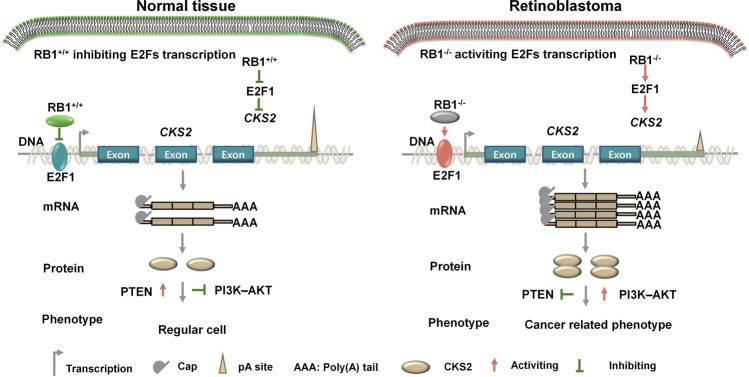 Normal tissue
RB1+/+ inhibiting E2Fs transcription
RB1+/+
E2F1
CKS2
RB1+/+
DNA
CKS2
Exon Exon Exon
E2F1
mRNA
AAA
AAA
Protein
PTEN PI3K–AKT
Phenotype
Regular cell
Retinoblastoma
RB1-/- activiting E2Fs transcription
RB1-/-
E2F1
CKS2
RB1-/-
DNA
CKS2
Exon Exon Exon
E2F1
mRNA
AAA
AAA
AAA
AAA
Protein
PTEN PI3K–AKT
Phenotype
Cancer related phenotype
Transcription Cap pA site AAA: Poly(A) tail CKS2 Activiting Inhibiting